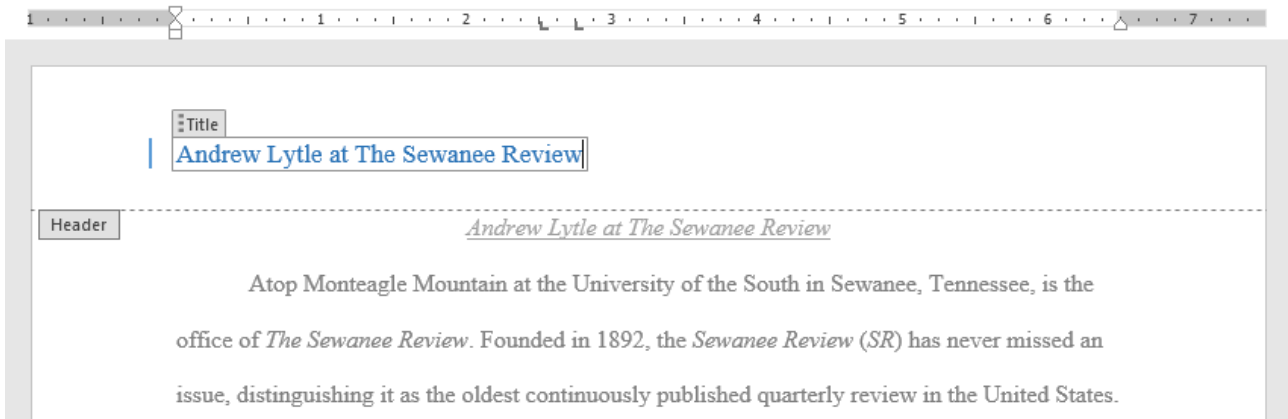 1 1 2 3 4 5 6 7
Title
Andrew Lytle at The Sewanee Review
Header
Andrew Lytle at The Sewanee Review
Atop Monteagle Mountain at the University of the South in Sewanee, Tennessee, is the
office of The Sewanee Review. Founded in 1892, the Sewanee Review (SR) has never missed an
issue, distinguishing it as the oldest continuously published quarterly review in the United States.